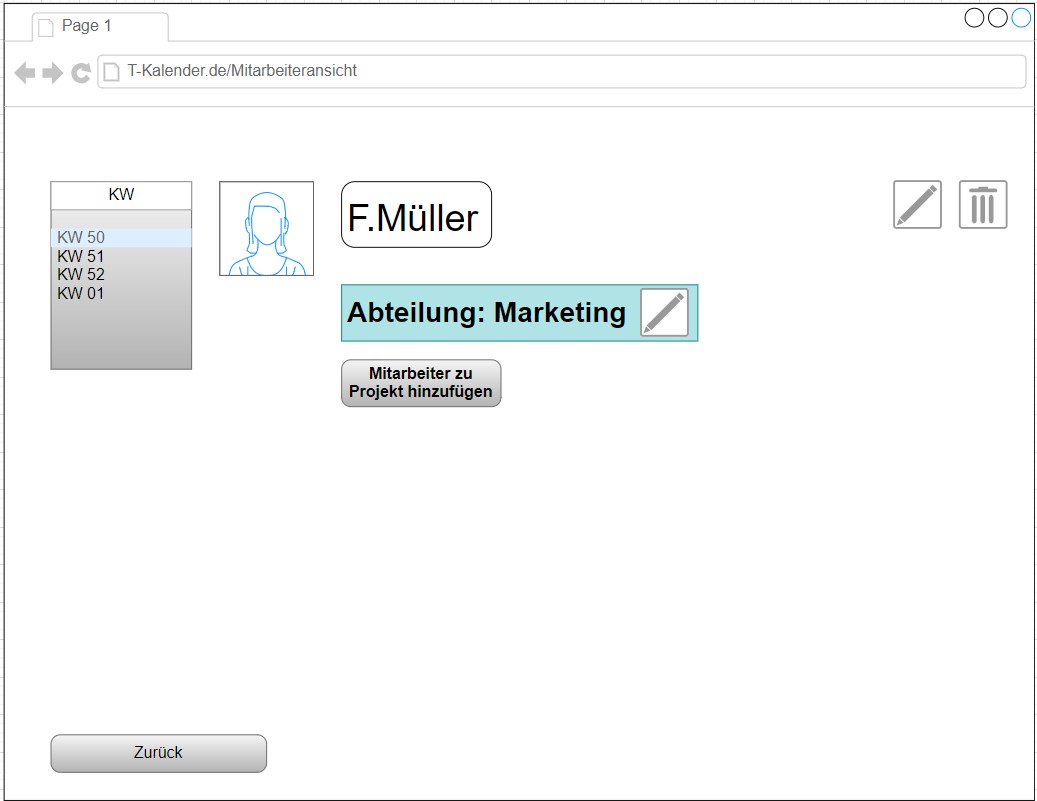 Page 1
T-Kalender.de/Mitarbeiteransicht
KW
KW 50
KW 51
KW 52
KW 01
F.Müller
Abteilung: Marketing
Mitarbeiter zu
Projekt hinzufügen
Zurück